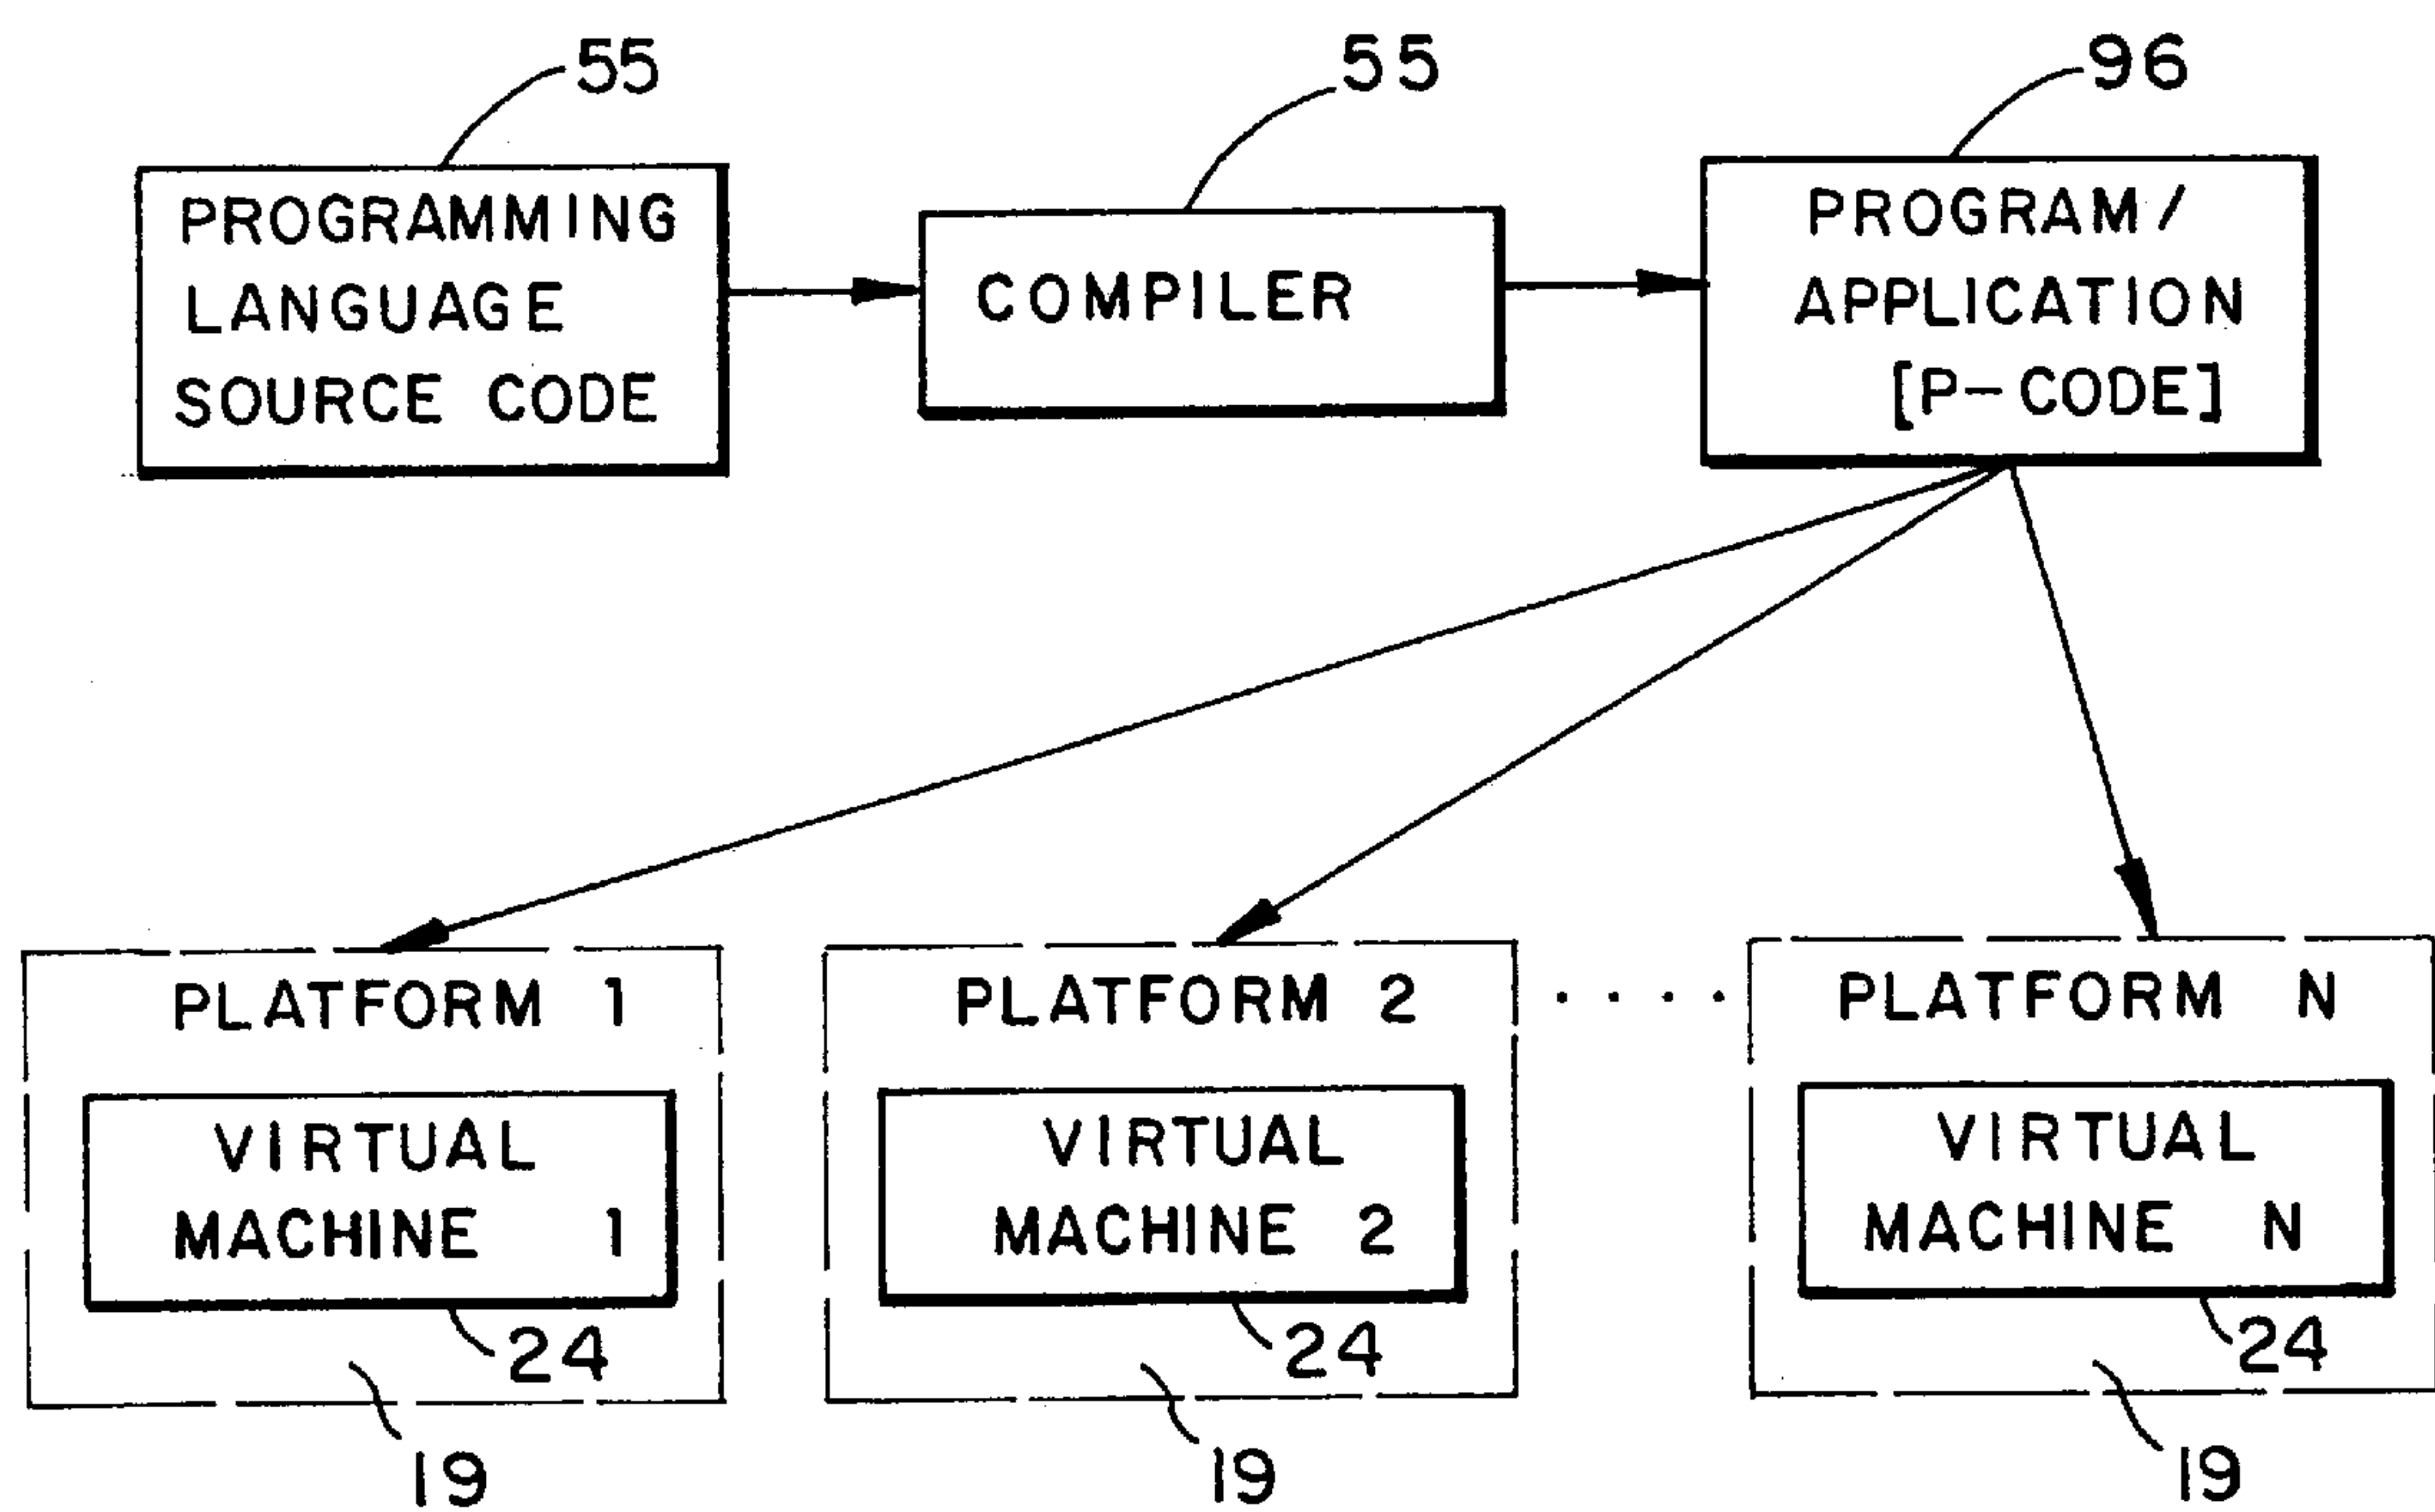 55
55
96
PROGRAMMING
LANGUAGE
SOURCE CODE
COMPILER
PROGRAM/
APPLICATION
[P-CODE]
PLATFORM 1
VIRTUAL
MACHINE 1
24
19
PLATFORM 2
VIRTUAL
MACHINE 2
24
19
....
PLATFORM N
VIRTUAL
MACHINE N
24
19